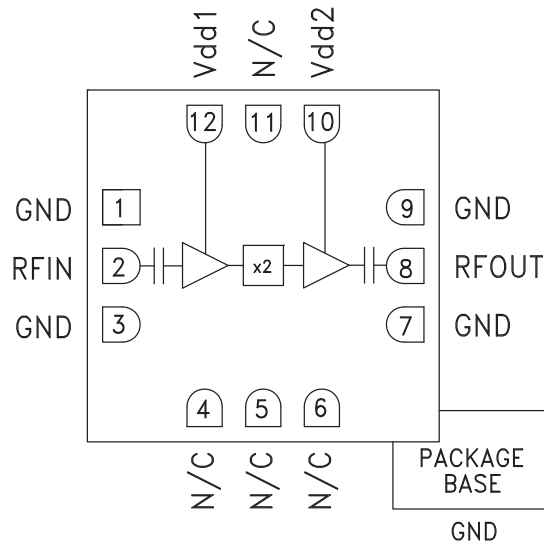 Vdd1
N/C
Vdd2
12
11
10
GND
1
9
GND
RFIN
2
x2
8
RFOUT
GND
3
7
GND
4
5
6
N/C
N/C
N/C
PACKAGE
BASE
GND